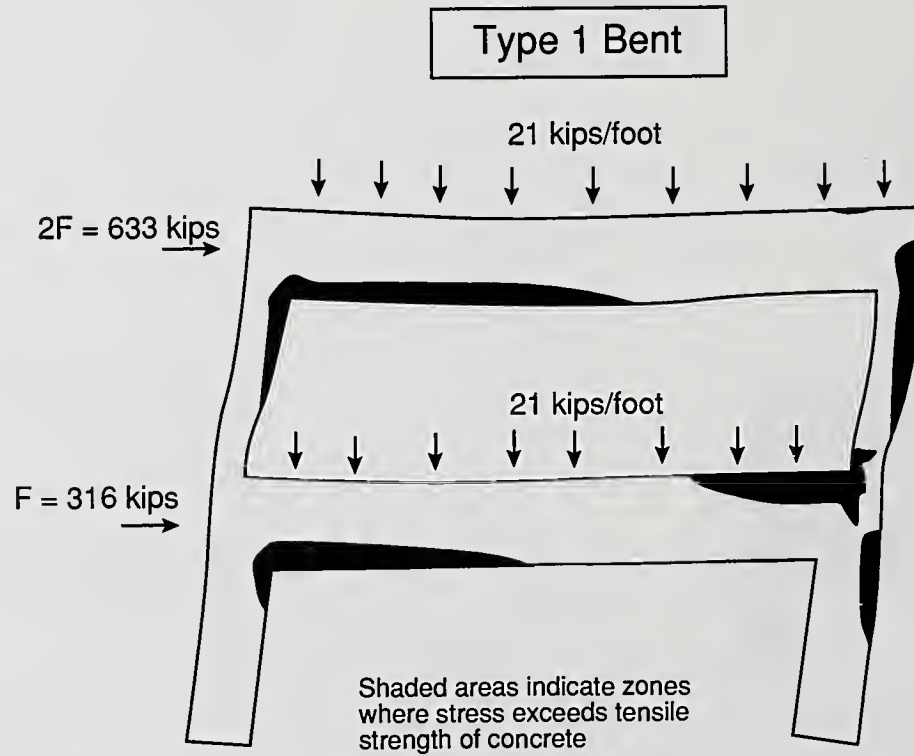 Type 1 Bent
21 kips/foot
2F = 633 kips
21 kips/foot
F = 316 kips
Shaded areas indicate zones
where stress exceeds tensile
strength of concrete